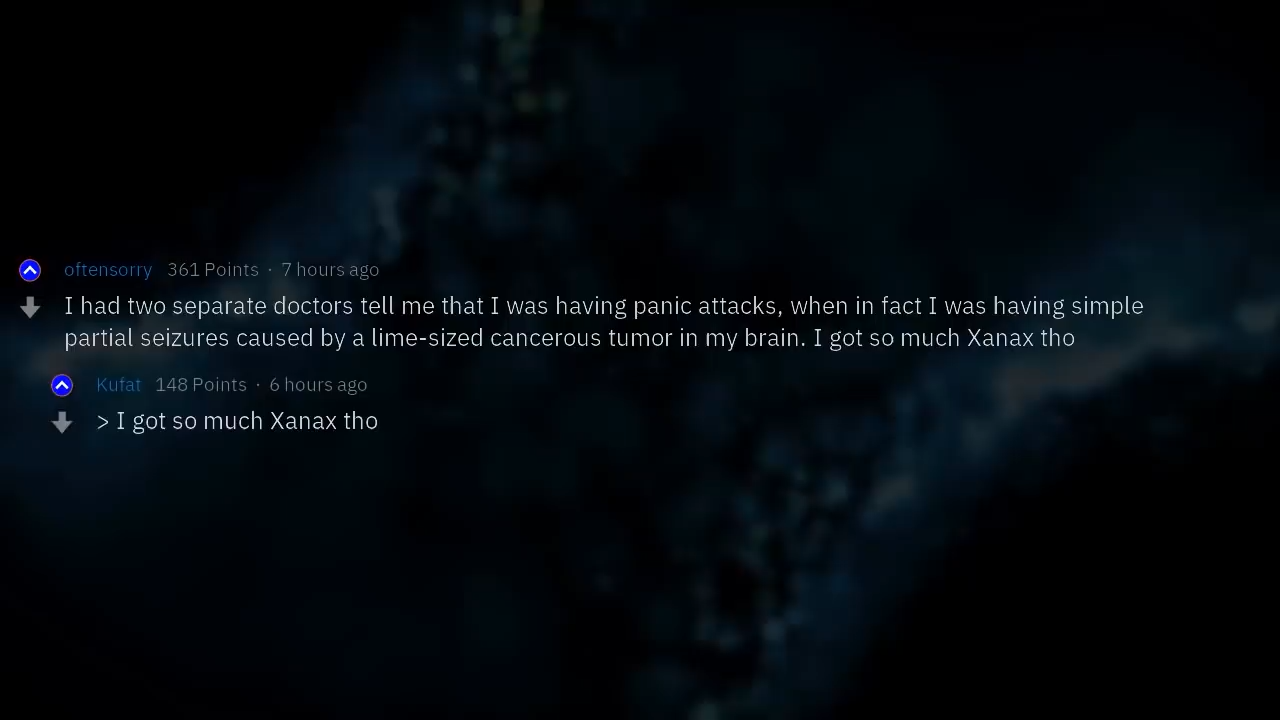 oftensorry 361 Points · 7 hours ago
I had two separate doctors tell me that I was having panic attacks, when in fact I was having simple
partial seizures caused by a lime-sized cancerous tumor in my brain. I got so much Xanax tho
Kufat 148 Points · 6 hours ago
> I got so much Xanax tho